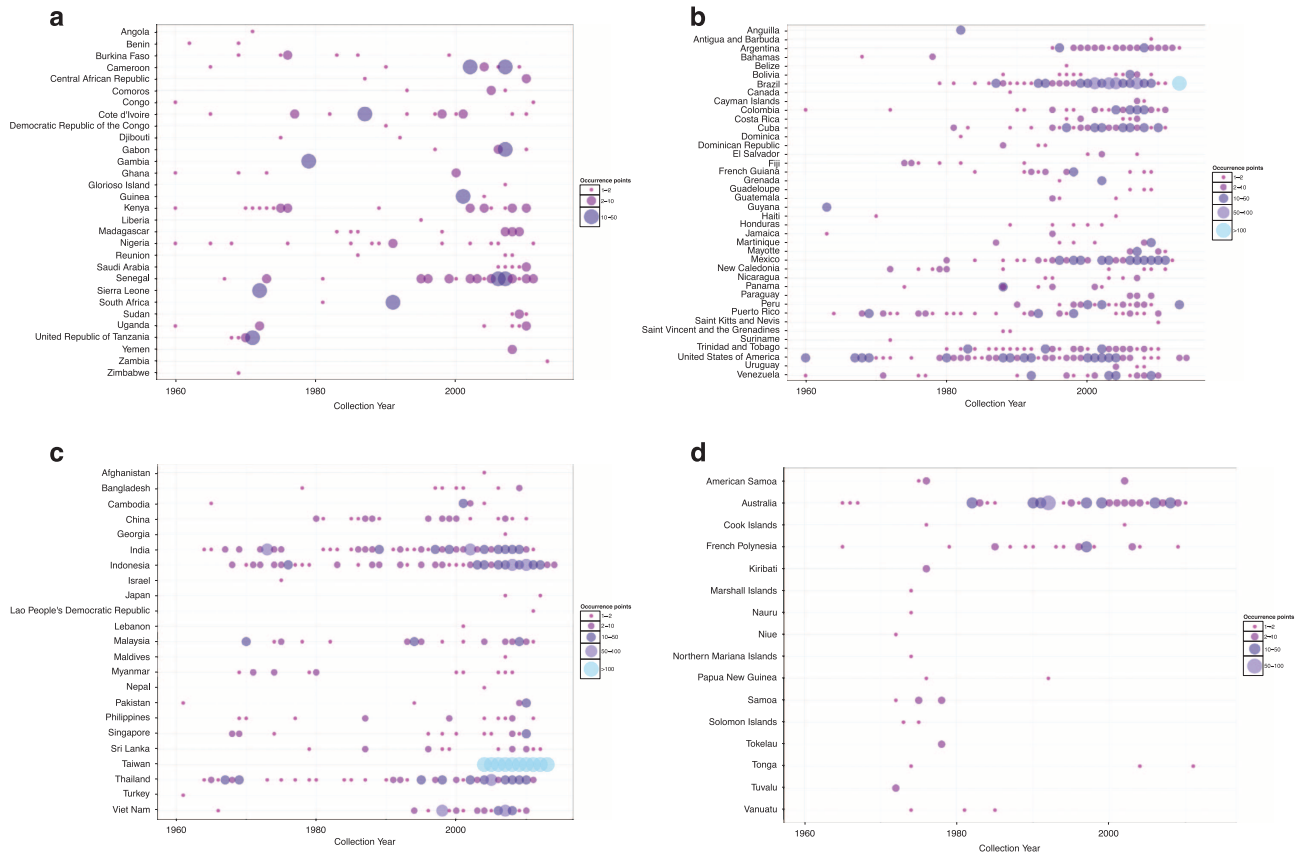 a
Angola
Benin
Burkina Faso
Cameroon
Central African Republic
Comoros
Congo
Cote d'Ivoire
Democratic Republic of the Congo
Djibouti
Gabon
Gambia
Ghana
Glorioso Island
Guinea
Kenya
Liberia
Madagascar
Nigeria
Reunion
Saudi Arabia
Senegal
Sierra Leone
South Africa
Sudan
Uganda
United Republic of Tanzania
Yemen
Zambia
Zimbabwe
1960 1980 2000
Collection Year
Occurrence points
1–2
2–10
10–50
b
Anguilla
Antigua and Barbuda
Argentina
Bahamas
Belize
Bolivia
Brazil
Canada
Cayman Islands
Colombia
Costa Rica
Cuba
Dominica
Dominican Republic
El Salvador
Fiji
French Guiana
Grenada
Guadeloupe
Guatemala
Guyana
Haiti
Honduras
Jamaica
Martinique
Mayotte
Mexico
New Caledonia
Nicaragua
Panama
Paraguay
Peru
Puerto Rico
Saint Kitts and Nevis
Saint Vincent and the Grenadines
Suriname
Trinidad and Tobago
United States of America
Uruguay
Venezuela
1960 1980 2000
Collection Year
Occurrence points
1–2
2–10
10–50
50–100
>100
c
Afghanistan
Bangladesh
Cambodia
China
Georgia
India
Indonesia
Israel
Japan
Lao People's Democratic Republic
Lebanon
Malaysia
Maldives
Myanmar
Nepal
Pakistan
Philippines
Singapore
Sri Lanka
Taiwan
Thailand
Turkey
Viet Nam
1960 1980 2000
Collection Year
Occurrence points
1–2
2–10
10–50
50–100
>100
d
American Samoa
Australia
Cook Islands
French Polynesia
Kiribati
Marshall Islands
Nauru
Niue
Northern Mariana Islands
Papua New Guinea
Samoa
Solomon Islands
Tokelau
Tonga
Tuvalu
Vanuatu
1960 1980 2000
Collection Year
Occurrence points
1–2
2–10
10–50
50–100